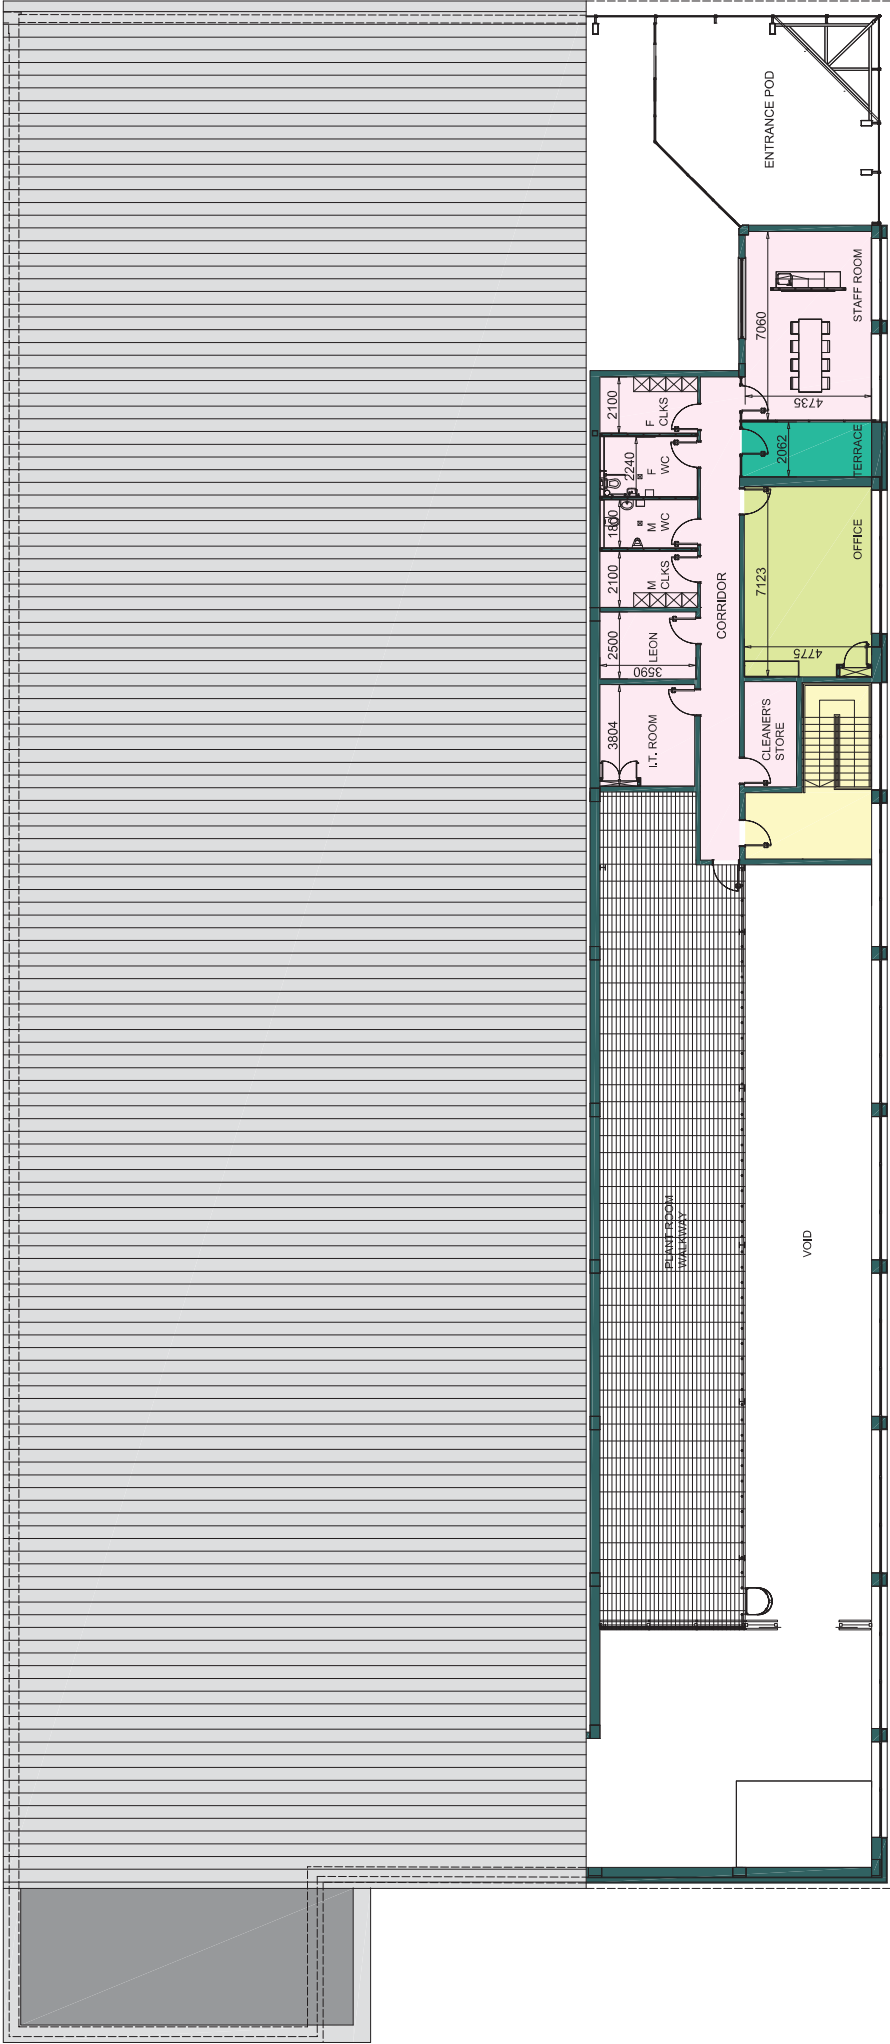 ENTRANCE POD
STAFF ROOM
7060
4735
F
CLKS
2100
TERRACE
2062
F
WC
2240
M
WC
1800
OFFICE
7123
4775
M
CLKS
2100
CORRIDOR
LEON
2500
3590
I.T. ROOM
3804
CLEANER'S
STORE
PLANT ROOM
WALKWAY
VOID